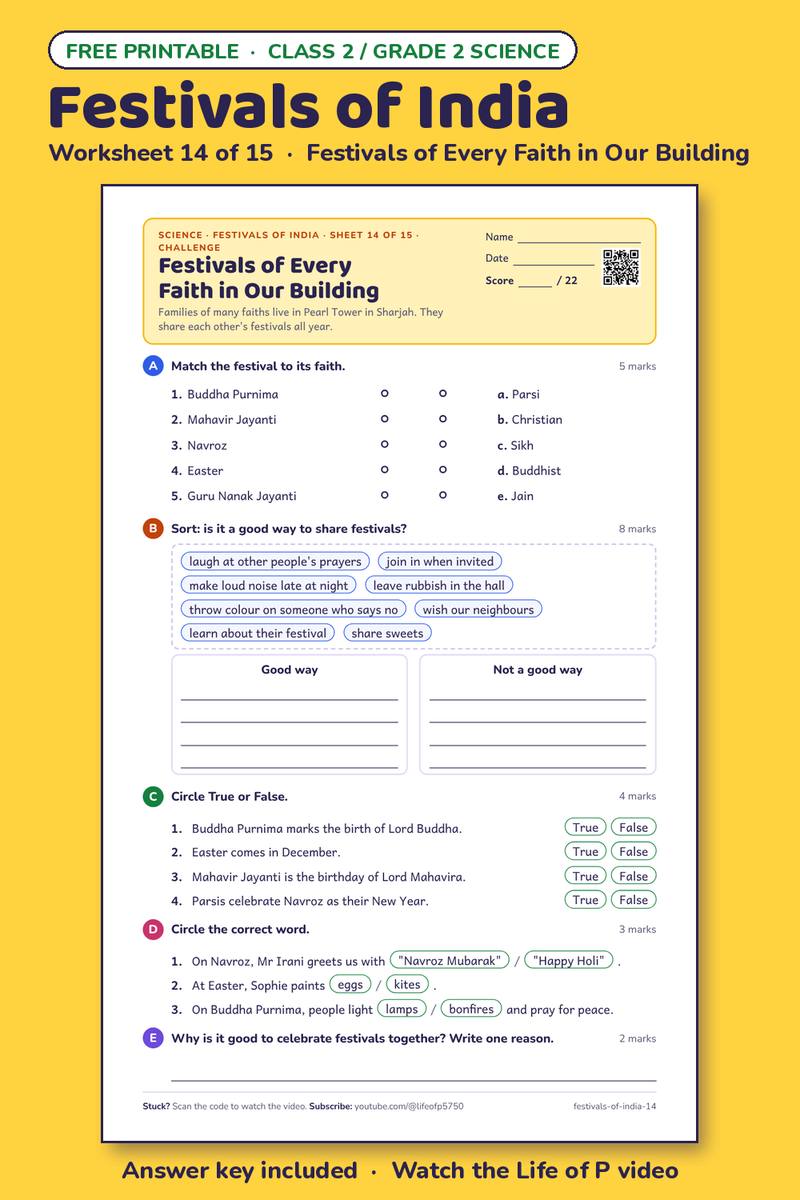 FREE PRINTABLE · CLASS 2 / GRADE 2 SCIENCE
Festivals of India
Worksheet 14 of 15 · Festivals of Every Faith in Our Building
SCIENCE · FESTIVALS OF INDIA · SHEET 14 OF 15 ·
CHALLENGE
Festivals of Every
Faith in Our Building
Families of many faiths live in Pearl Tower in Sharjah. They
share each other's festivals all year.
Name
Date
Score / 22
A Match the festival to its faith. 5 marks
1. Buddha Purnima a. Parsi
2. Mahavir Jayanti b. Christian
3. Navroz c. Sikh
4. Easter d. Buddhist
5. Guru Nanak Jayanti e. Jain
B Sort: is it a good way to share festivals? 8 marks
laugh at other people's prayers join in when invited
make loud noise late at night leave rubbish in the hall
throw colour on someone who says no wish our neighbours
learn about their festival share sweets
Good way Not a good way
C Circle True or False. 4 marks
1. Buddha Purnima marks the birth of Lord Buddha. True False
2. Easter comes in December. True False
3. Mahavir Jayanti is the birthday of Lord Mahavira. True False
4. Parsis celebrate Navroz as their New Year. True False
D Circle the correct word. 3 marks
1. On Navroz, Mr Irani greets us with "Navroz Mubarak" / "Happy Holi" .
2. At Easter, Sophie paints eggs / kites .
3. On Buddha Purnima, people light lamps / bonfires and pray for peace.
E Why is it good to celebrate festivals together? Write one reason. 2 marks
Stuck? Scan the code to watch the video. Subscribe: youtube.com/@lifeofp5750 festivals-of-india-14
Answer key included · Watch the Life of P video